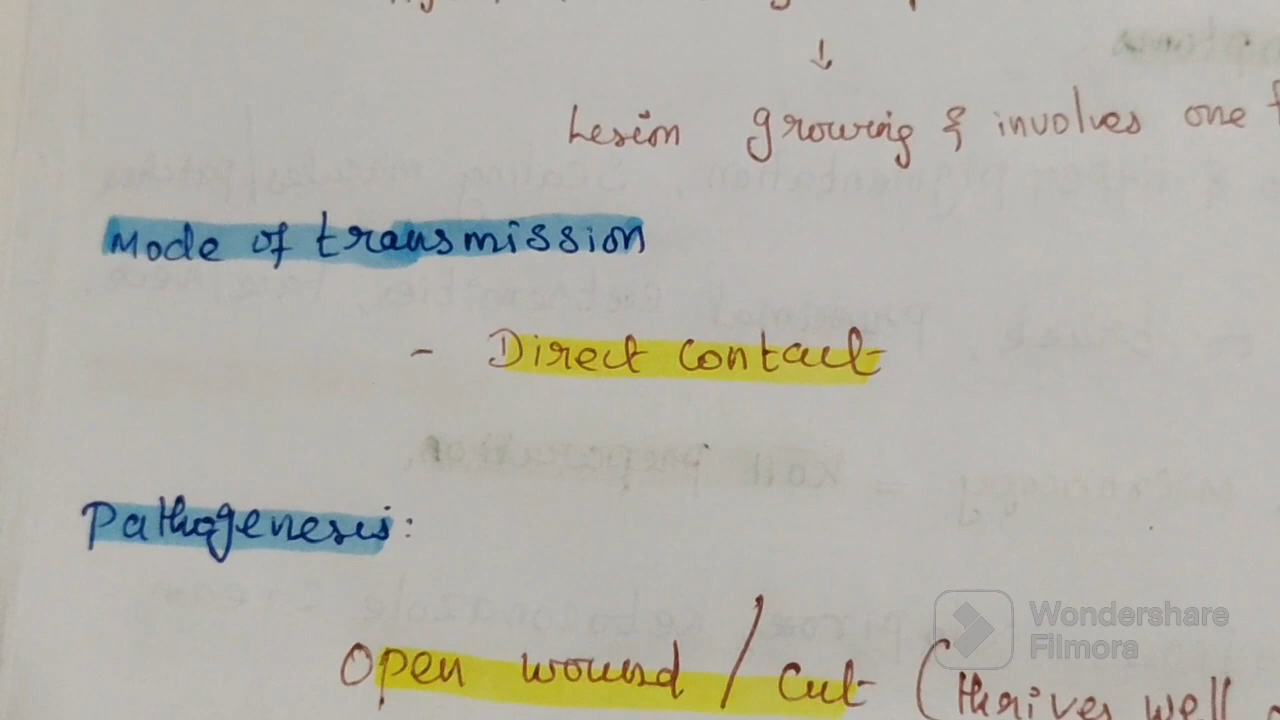 ↓
Lesion growing & involves one
Mode of transmission
- Direct contact
Pathogenesis:
Open wound / cut (thrives well
Wondershare
Filmora